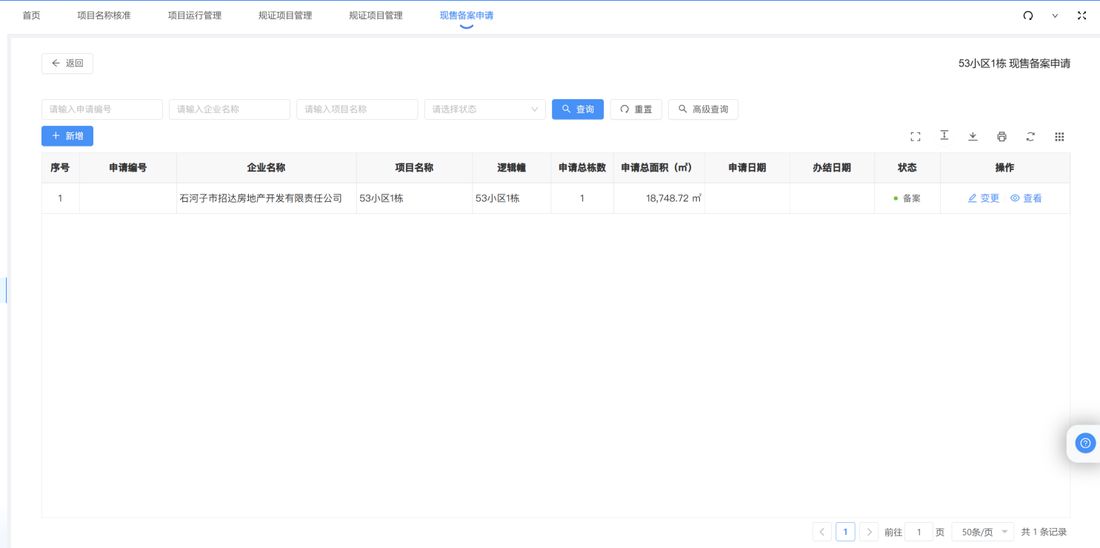 首页 项目名称核准 项目运行管理 规证项目管理 规证项目管理 现售备案申请
返回 53小区1栋 现售备案申请
请输入申请编号 请输入企业名称 请输入项目名称 请选择状态 查询 重置 高级查询
新增
序号 申请编号 企业名称 项目名称 逻辑幢 申请总栋数 申请总面积（㎡） 申请日期 办结日期 状态 操作
1 石河子市招达房地产开发有限责任公司 53小区1栋 53小区1栋 1 18,748.72 ㎡ 备案 变更 查看
1 前往 1 页 50条/页 共 1 条记录